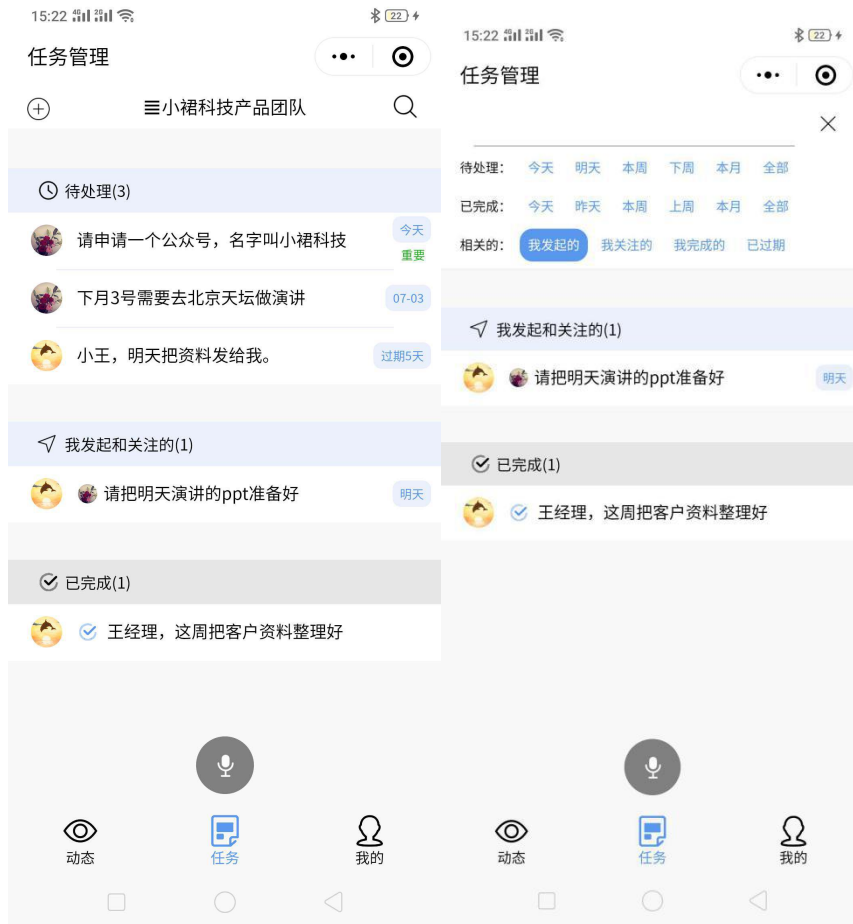 15:22
22
任务管理
小裙科技产品团队
待处理(3)
请申请一个公众号，名字叫小裙科技
今天
重要
下月3号需要去北京天坛做演讲
07-03
小王，明天把资料发给我。
过期5天
我发起和关注的(1)
请把明天演讲的ppt准备好
明天
已完成(1)
王经理，这周把客户资料整理好
动态
任务
我的
15:22
22
任务管理
待处理： 今天 明天 本周 下周 本月 全部
已完成： 今天 昨天 本周 上周 本月 全部
相关的： 我发起的 我关注的 我完成的 已过期
我发起和关注的(1)
请把明天演讲的ppt准备好
明天
已完成(1)
王经理，这周把客户资料整理好
动态
任务
我的